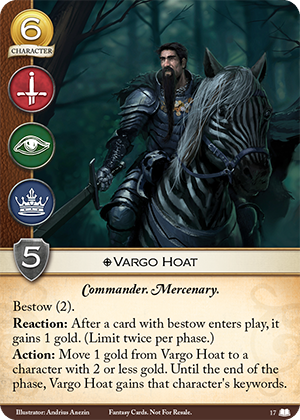 6
CHARACTER
5
Vargo Hoat
Commander. Mercenary.
Bestow (2).
Reaction: After a card with bestow enters play, it
gains 1 gold. (Limit twice per phase.)
Action: Move 1 gold from Vargo Hoat to a
character with 2 or less gold. Until the end of
the phase, Vargo Hoat gains that character's keywords.
Illustrator: Andrius Anezin Fantasy Cards. Not For Resale. 17